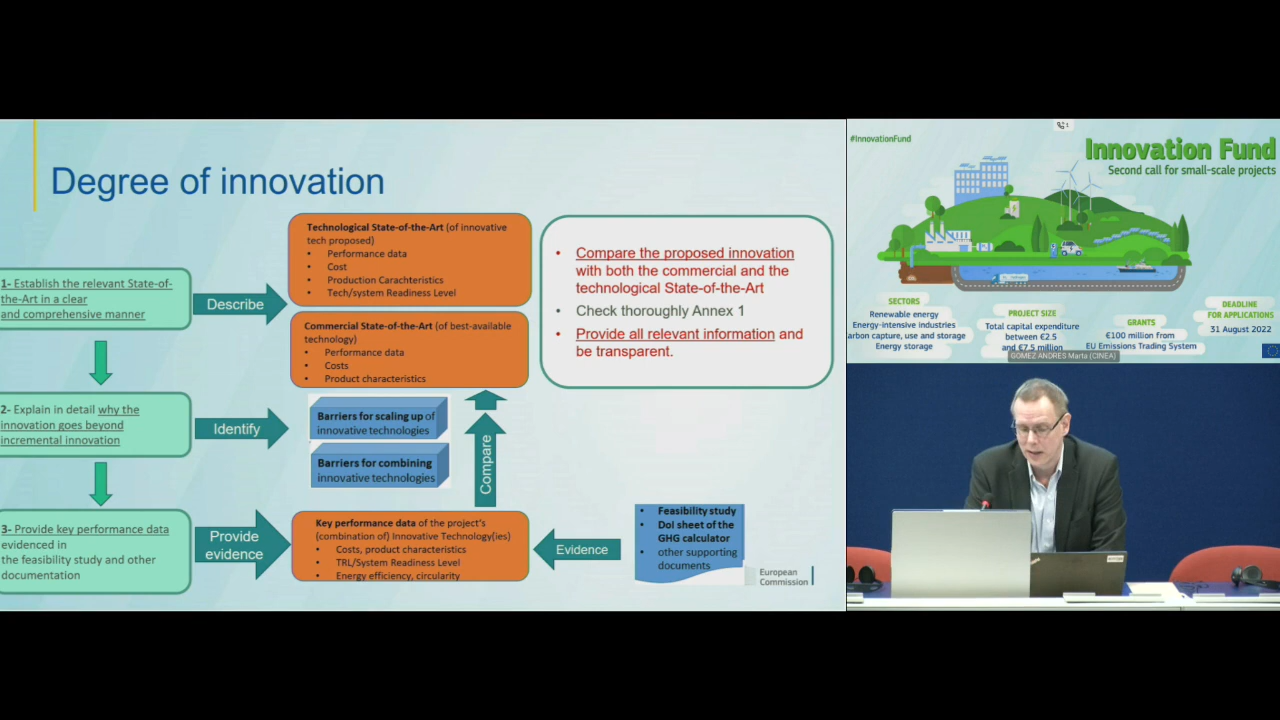 Degree of innovation
1- Establish the relevant State-of-
the-Art in a clear
and comprehensive manner
Describe
Technological State-of-the-Art (of innovative
tech proposed)
• Performance data
• Cost
• Production Carachteristics
• Tech/system Readiness Level
Commercial State-of-the-Art (of best-available
technology)
• Performance data
• Costs
• Product characteristics
2- Explain in detail why the
innovation goes beyond
incremental innovation
Identify
Barriers for scaling up of
innovative technologies
Barriers for combining
innovative technologies
Compare
3- Provide key performance data
evidenced in
the feasibility study and other
documentation
Provide
evidence
Key performance data of the project's
(combination of) Innovative Technology(ies)
• Costs, product characteristics
• TRL/System Readiness Level
• Energy efficiency, circularity
Evidence
• Feasibility study
• DoI sheet of the
GHG calculator
• other supporting
documents
• Compare the proposed innovation
with both the commercial and the
technological State-of-the-Art
• Check thoroughly Annex 1
• Provide all relevant information and
be transparent.
European
Commission
#InnovationFund
Innovation Fund
Second call for small-scale projects
SECTORS
Renewable energy
Energy-intensive industries
arbon capture, use and storage
Energy storage
PROJECT SIZE
Total capital expenditure
between €2.5
and €7.5 million
GRANTS
€100 million from
EU Emissions Trading System
DEADLINE
FOR APPLICATIONS
31 August 2022
GOMEZ ANDRES Marta (CINEA)